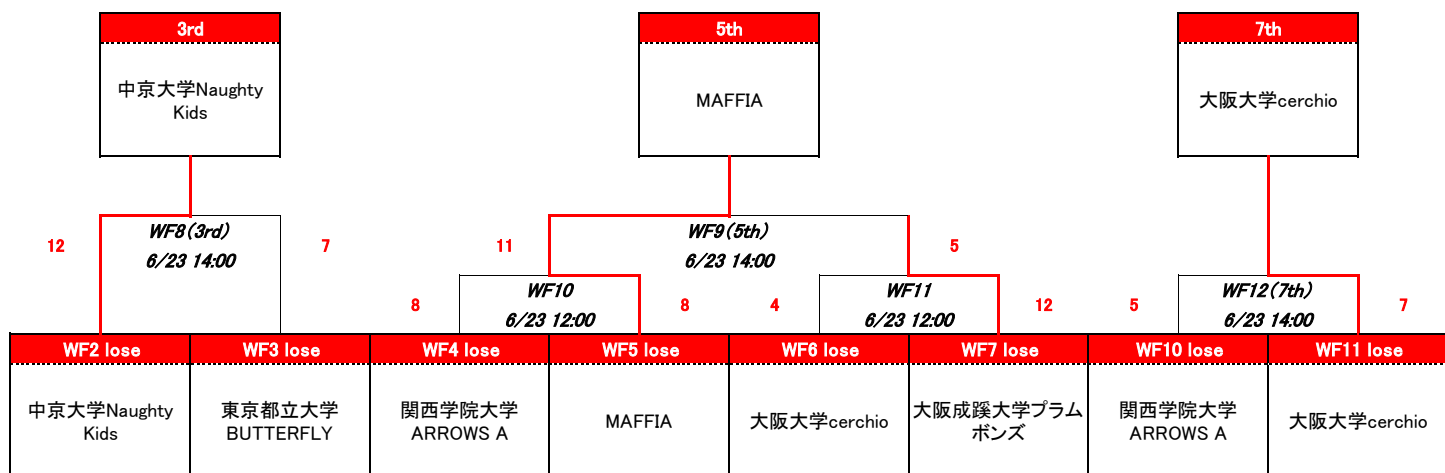 3rd
5th
7th
中京大学Naughty
Kids
MAFFIA
大阪大学cerchio
12
WF8(3rd)
6/23 14:00
7
11
WF9(5th)
6/23 14:00
5
8
WF10
6/23 12:00
8
4
WF11
6/23 12:00
12
5
WF12(7th)
6/23 14:00
7
WF2 lose
WF3 lose
WF4 lose
WF5 lose
WF6 lose
WF7 lose
WF10 lose
WF11 lose
中京大学Naughty
Kids
東京都立大学
BUTTERFLY
関西学院大学
ARROWS A
MAFFIA
大阪大学cerchio
大阪成蹊大学プラム
ボンズ
関西学院大学
ARROWS A
大阪大学cerchio